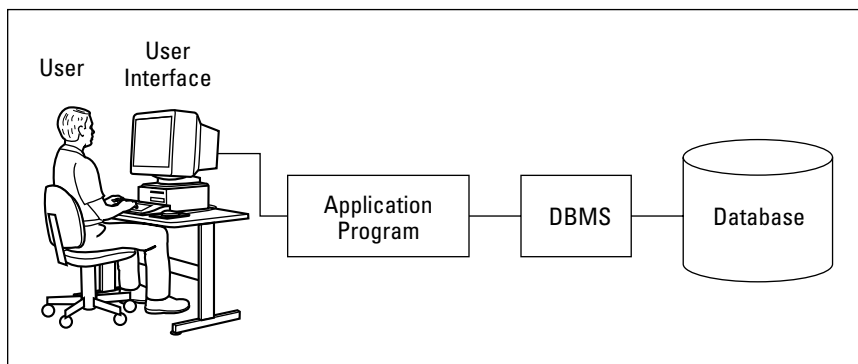 User
User
Interface
Application
Program
DBMS
Database